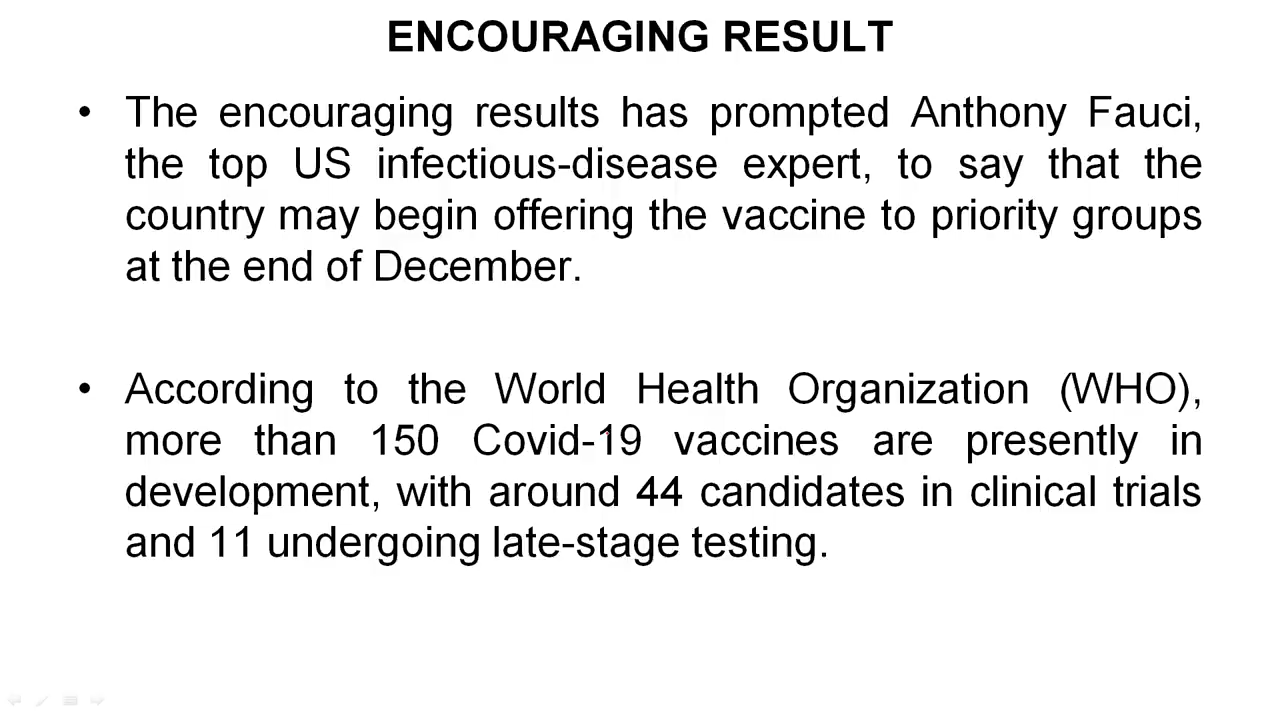 ENCOURAGING RESULT
• The encouraging results has prompted Anthony Fauci,
the top US infectious-disease expert, to say that the
country may begin offering the vaccine to priority groups
at the end of December.
• According to the World Health Organization (WHO),
more than 150 Covid-19 vaccines are presently in
development, with around 44 candidates in clinical trials
and 11 undergoing late-stage testing.